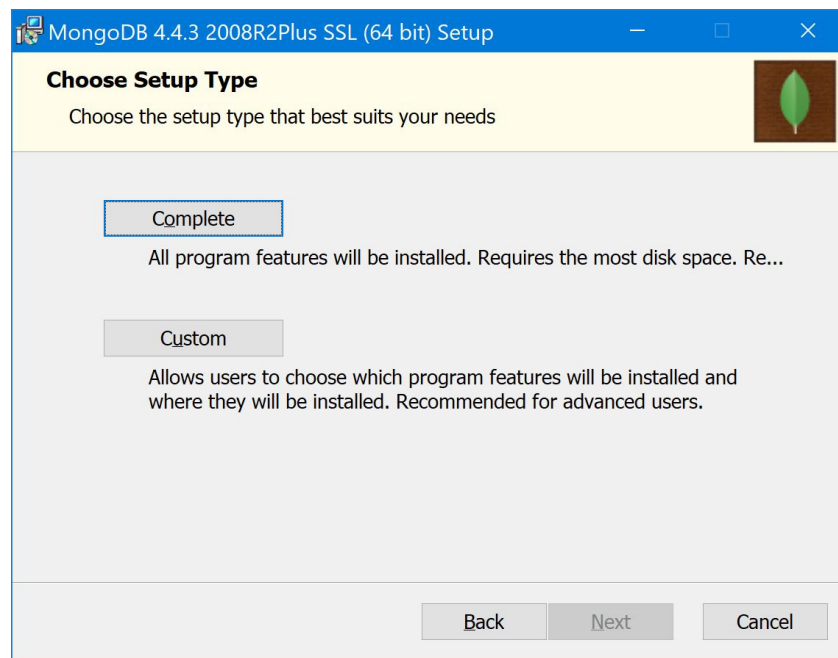 MongoDB 4.4.3 2008R2Plus SSL (64 bit) Setup
Choose Setup Type
Choose the setup type that best suits your needs
Complete
All program features will be installed. Requires the most disk space. Re...
Custom
Allows users to choose which program features will be installed and
where they will be installed. Recommended for advanced users.
Back Next Cancel